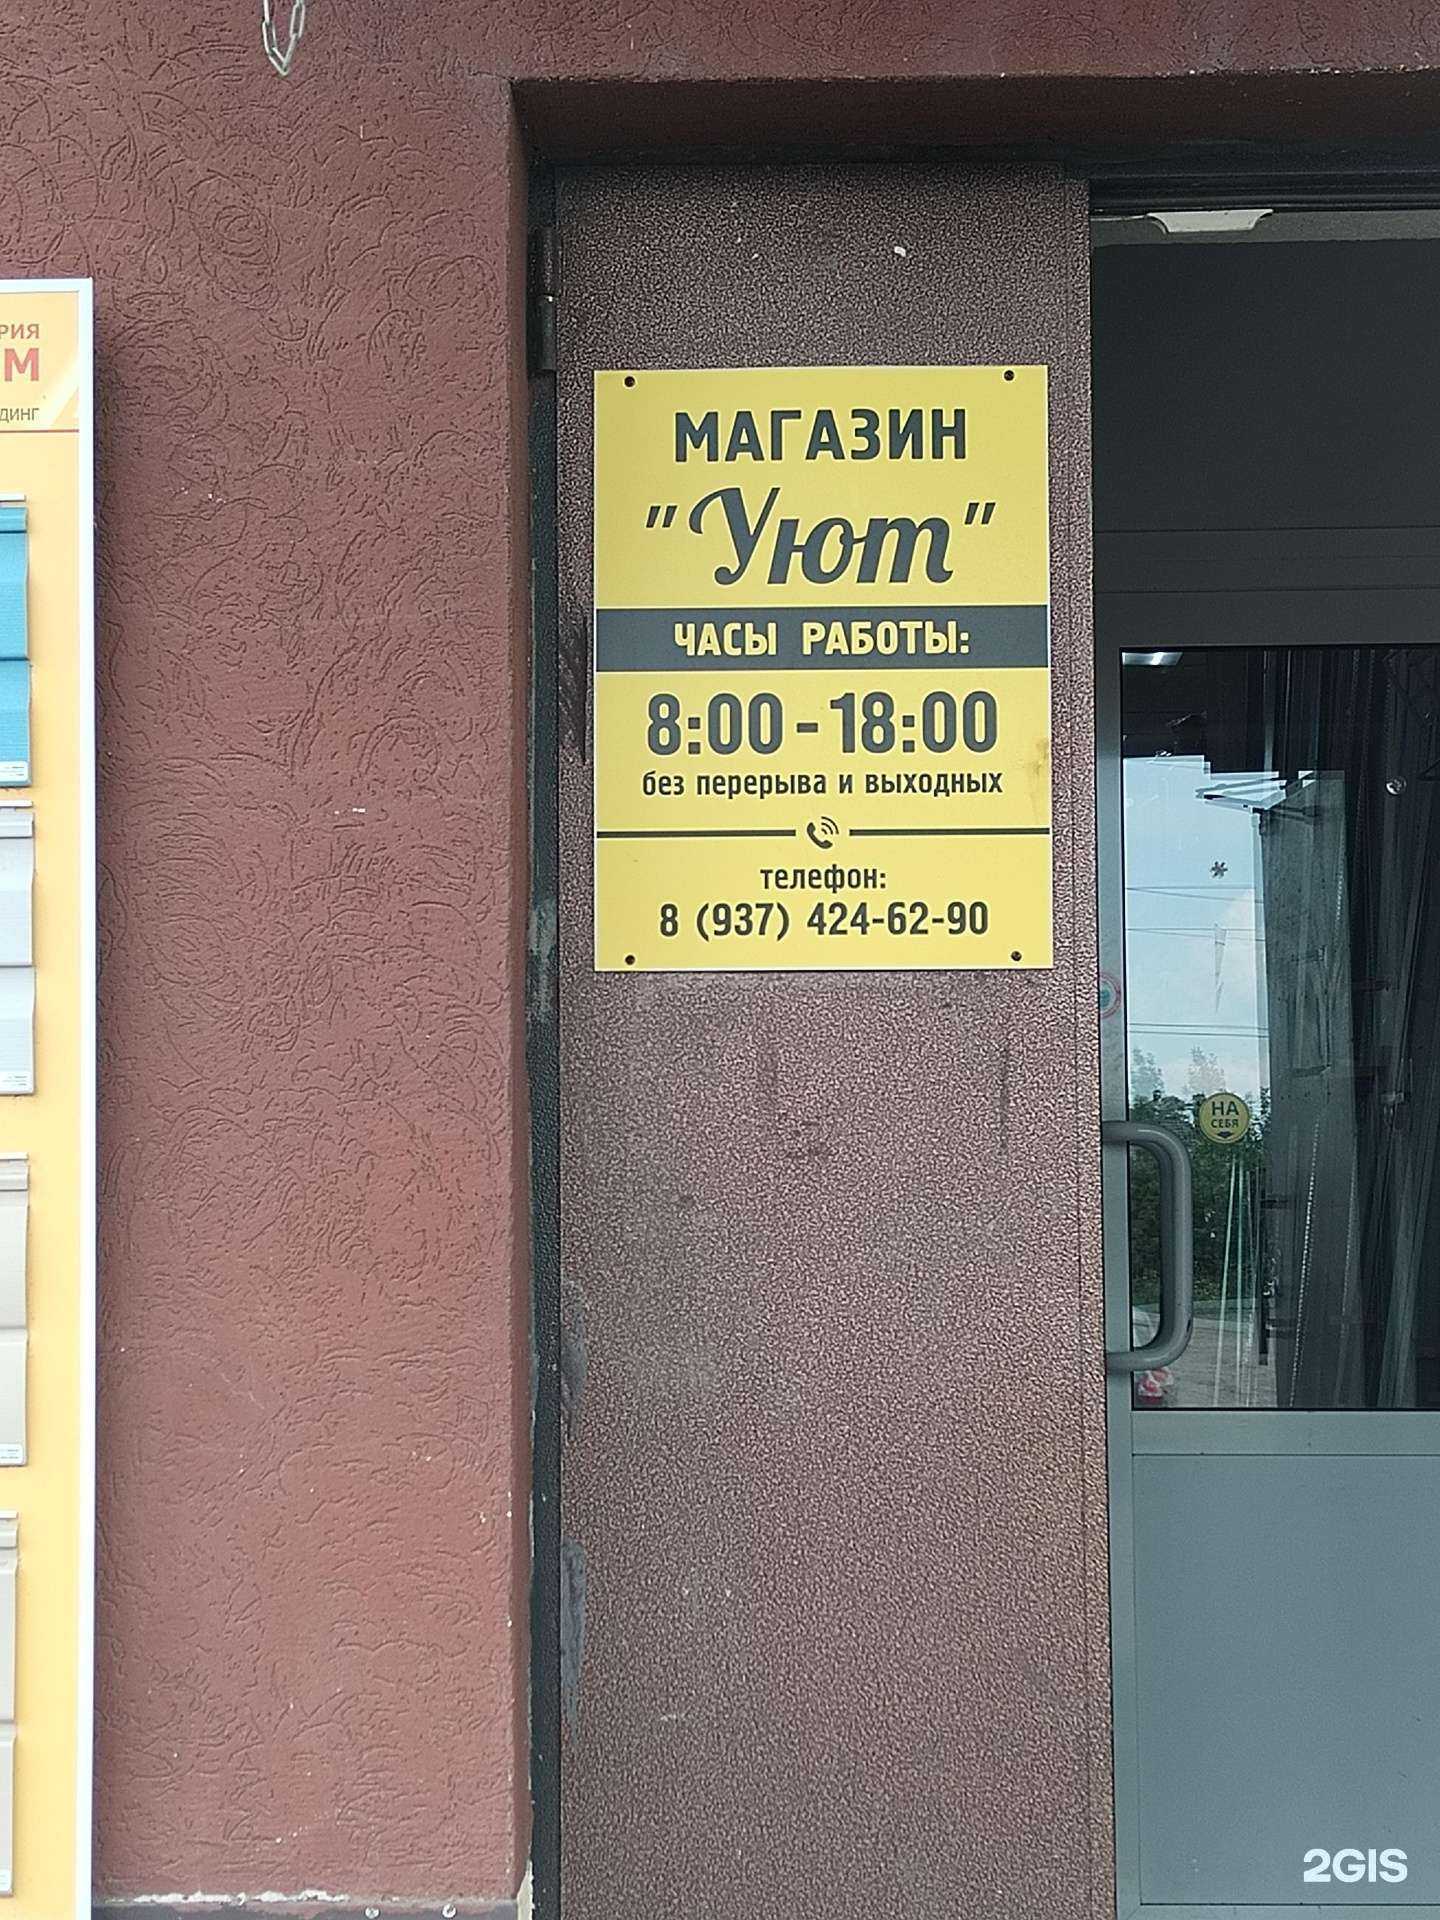 МАГАЗИН
"Уют"
ЧАСЫ РАБОТЫ:
8:00-18:00
без перерыва и выходных
телефон:
8 (937) 424-62-90
НА
СЕБЯ
2GIS